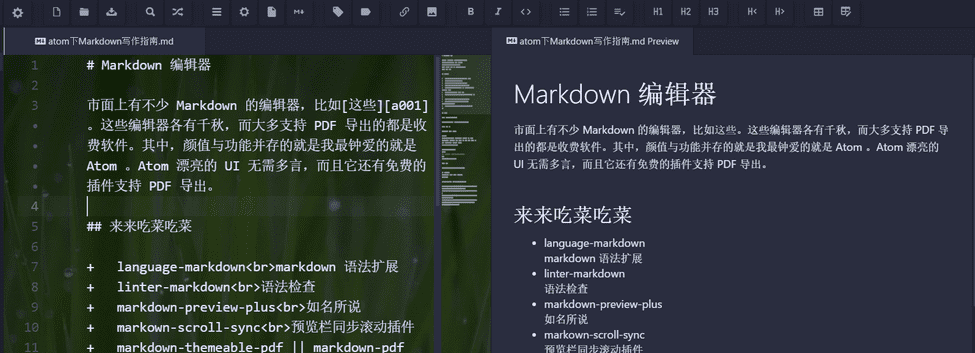 B I <> H1 H2 H3 H< H>
atom下Markdown写作指南.md
1 # Markdown 编辑器
2
3 市面上有不少 Markdown 的编辑器，比如[这些][a001]
。这些编辑器各有千秋，而大多支持 PDF 导出的都是收
费软件。其中，颜值与功能并存的就是我最钟爱的就是
Atom 。Atom 漂亮的 UI 无需多言，而且它还有免费的
插件支持 PDF 导出。
4
5 ## 来来吃菜吃菜
6
7 + language-markdown<br>markdown 语法扩展
8 + linter-markdown<br>语法检查
9 + markdown-preview-plus<br>如名所说
10 + markown-scroll-sync<br>预览栏同步滚动插件
11 + markdown-themeable-pdf || markdown-pdf
atom下Markdown写作指南.md Preview
Markdown 编辑器
市面上有不少 Markdown 的编辑器，比如这些。这些编辑器各有千秋，而大多支持 PDF 导
出的都是收费软件。其中，颜值与功能并存的就是我最钟爱的就是 Atom 。Atom 漂亮的
UI 无需多言，而且它还有免费的插件支持 PDF 导出。
来来吃菜吃菜
• language-markdown
markdown 语法扩展
• linter-markdown
语法检查
• markdown-preview-plus
如名所说
• markown-scroll-sync
预览栏同步滚动插件